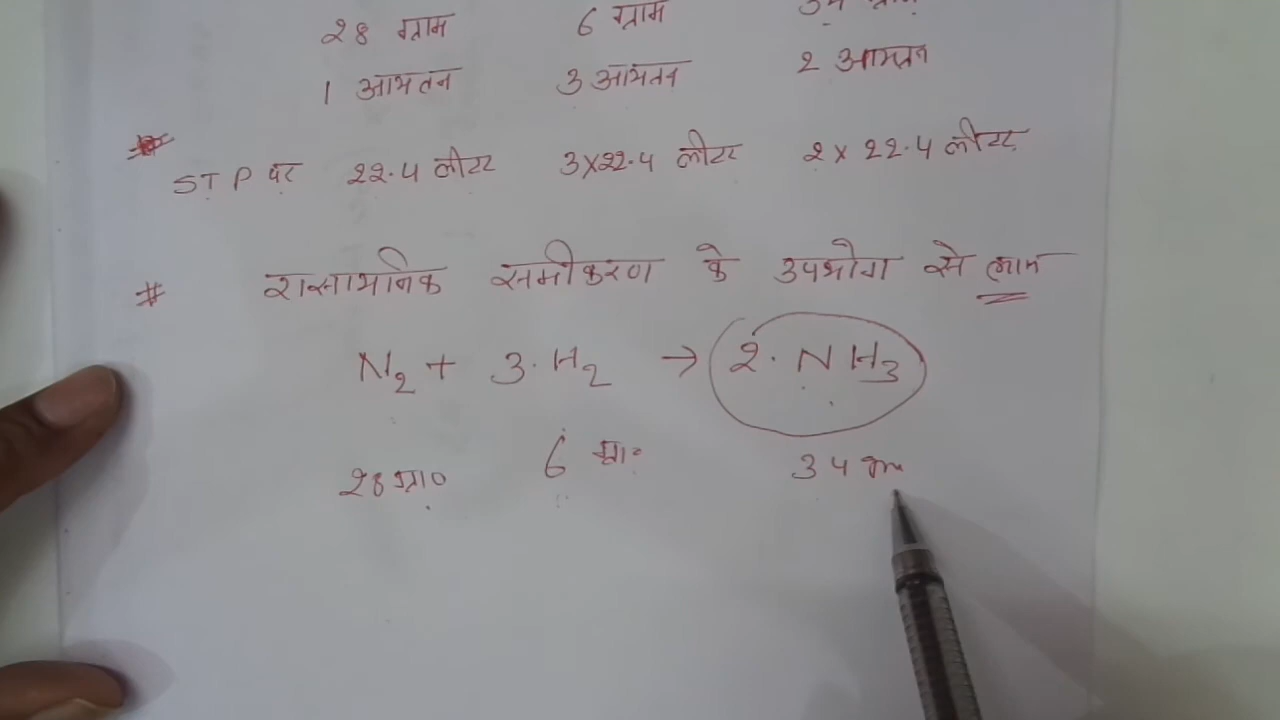 28 ग्राम 6 ग्राम 34 ग्राम
1 आयतन 3 आयतन 2 आयतन
STP पर 22.4 लीटर 3×22.4 लीटर 2×22.4 लीटर
# रासायनिक समीकरण के उपयोग से लाभ
N₂ + 3.H₂ → 2.NH₃
28 ग्रा० 6 ग्रा० 34